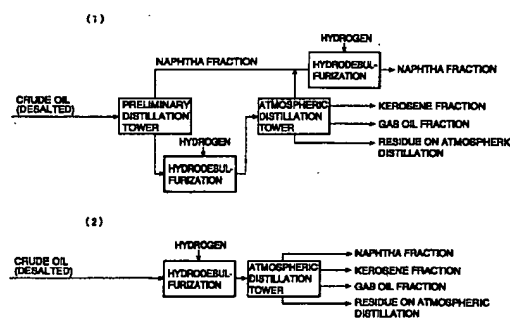 (1)
HYDROGEN
NAPHTHA FRACTION
HYDRODESUL-
FURIZATION
NAPHTHA FRACTION
CRUDE OIL
(DESALTED)
PRELIMINARY
DISTILLATION
TOWER
ATMOSPHERIC
DISTILLATION
TOWER
KEROSENE FRACTION
GAS OIL FRACTION
RESIDUE ON ATMOSPHERIC
DISTILLATION
HYDROGEN
HYDRODESUL-
FURIZATION
(2)
CRUDE OIL
(DESALTED)
HYDROGEN
HYDRODESUL-
FURIZATION
ATMOSPHERIC
DISTILLATION
TOWER
NAPHTHA FRACTION
KEROSENE FRACTION
GAS OIL FRACTION
RESIDUE ON ATMOSPHERIC
DISTILLATION